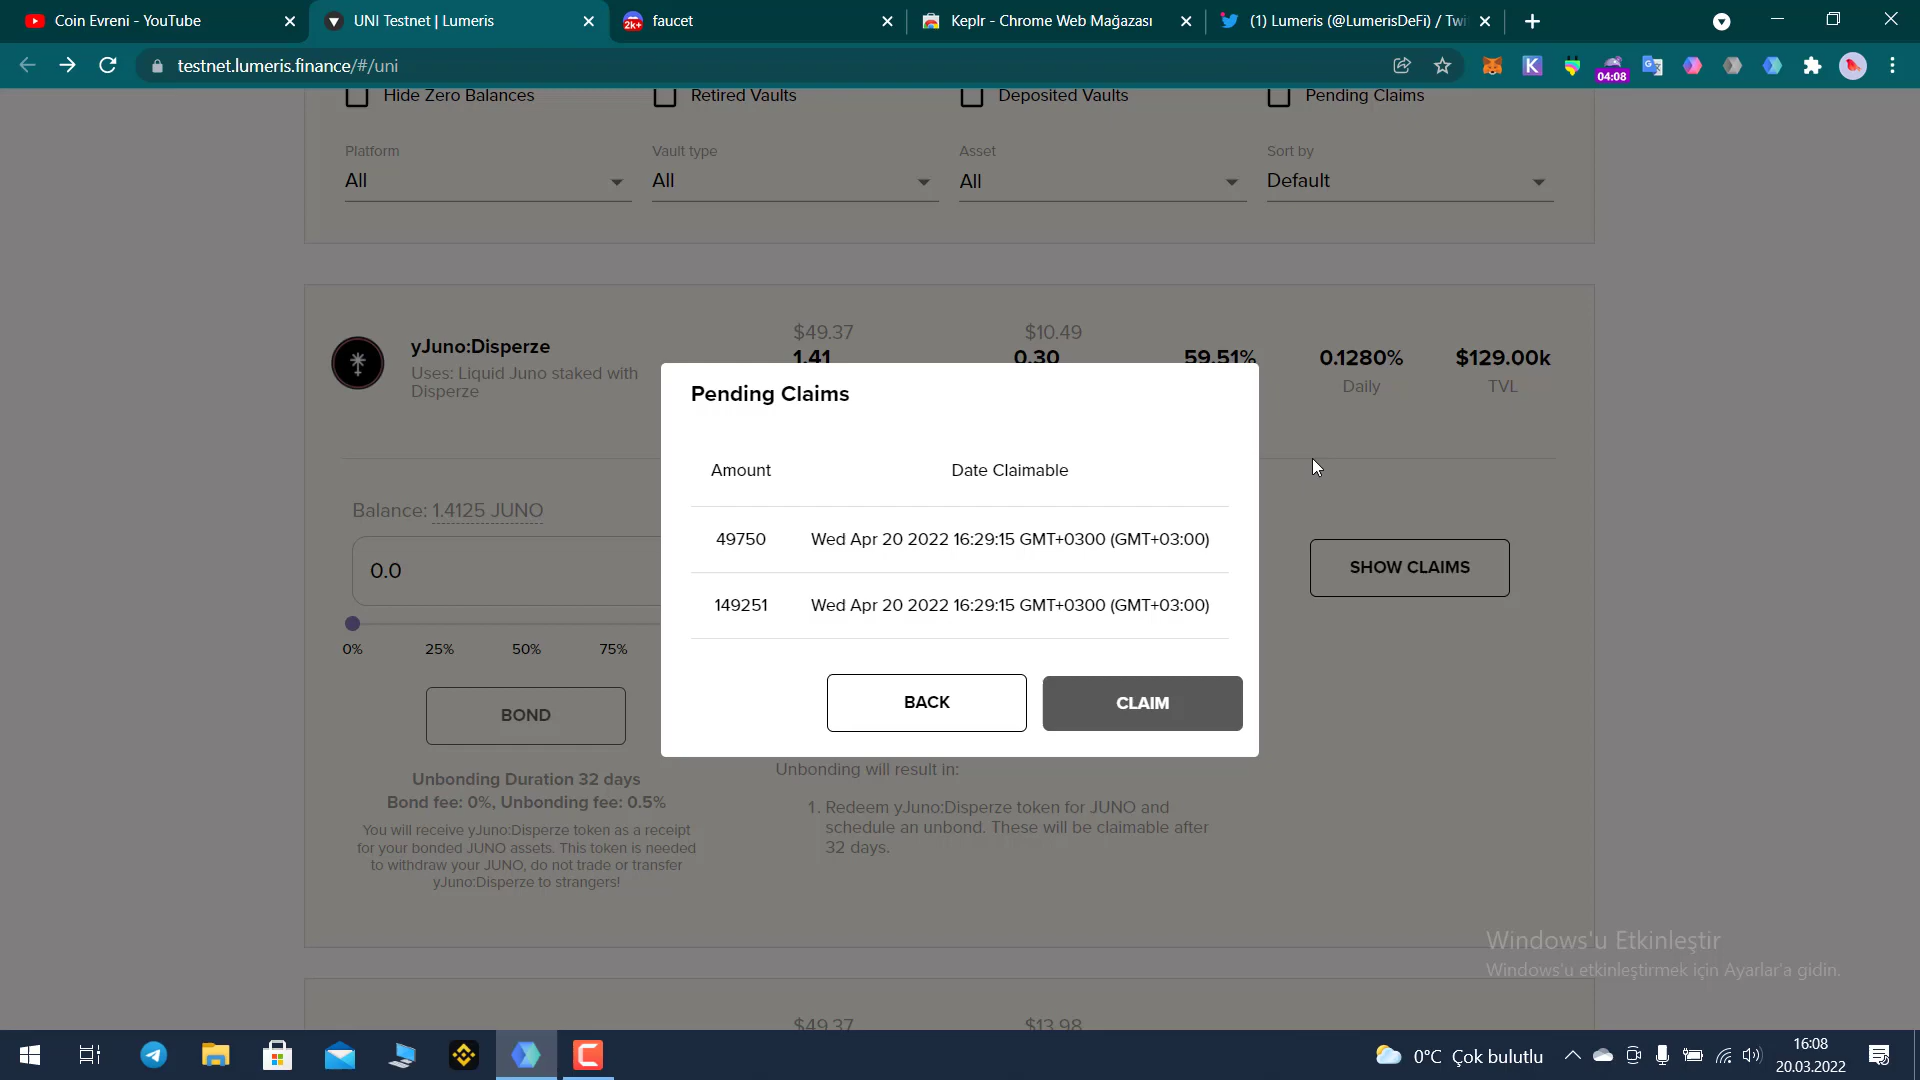 Coin Evreni - YouTube
UNI Testnet | Lumeris
2k+
faucet
Keplr - Chrome Web Mağazası
(1) Lumeris (@LumerisDeFi) / Twi
testnet.lumeris.finance/#/uni
K
04:08
Hide Zero Balances
Retired Vaults
Deposited Vaults
Pending Claims
Platform
Vault type
Asset
Sort by
All
All
All
Default
yJuno:Disperze
Uses: Liquid Juno staked with
Disperze
$49.37
1.41
$10.49
0.30
59.51%
0.1280%
Daily
$129.00k
TVL
Pending Claims
Amount
Date Claimable
49750
Wed Apr 20 2022 16:29:15 GMT+0300 (GMT+03:00)
149251
Wed Apr 20 2022 16:29:15 GMT+0300 (GMT+03:00)
BACK
CLAIM
Balance: 1.4125 JUNO
0.0
0%
25%
50%
75%
BOND
SHOW CLAIMS
Unbonding Duration 32 days
Bond fee: 0%, Unbonding fee: 0.5%
You will receive yJuno:Disperze token as a receipt
for your bonded JUNO assets. This token is needed
to withdraw your JUNO, do not trade or transfer
yJuno:Disperze to strangers!
Unbonding will result in:
1. Redeem yJuno:Disperze token for JUNO and
schedule an unbond. These will be claimable after
32 days.
Windows'u Etkinleştir
Windows'u etkinleştirmek için Ayarlar'a gidin.
$49.37
$13.98
0°C Çok bulutlu
16:08
20.03.2022